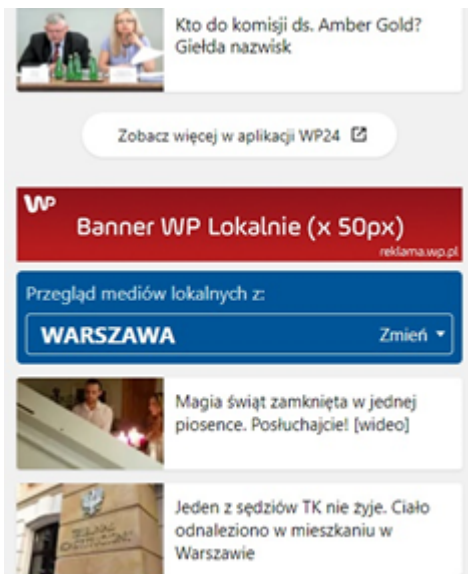 Kto do komisji ds. Amber Gold?
Giełda nazwisk
Zobacz więcej w aplikacji WP24
WP
Banner WP Lokalnie (x 50px)
reklama.wp.pl
Przegląd mediów lokalnych z:
WARSZAWA
Zmień
Magia świąt zamknięta w jednej
piosence. Posłuchajcie! [wideo]
Jeden z sędziów TK nie żyje. Ciało
odnaleziono w mieszkaniu w
Warszawie